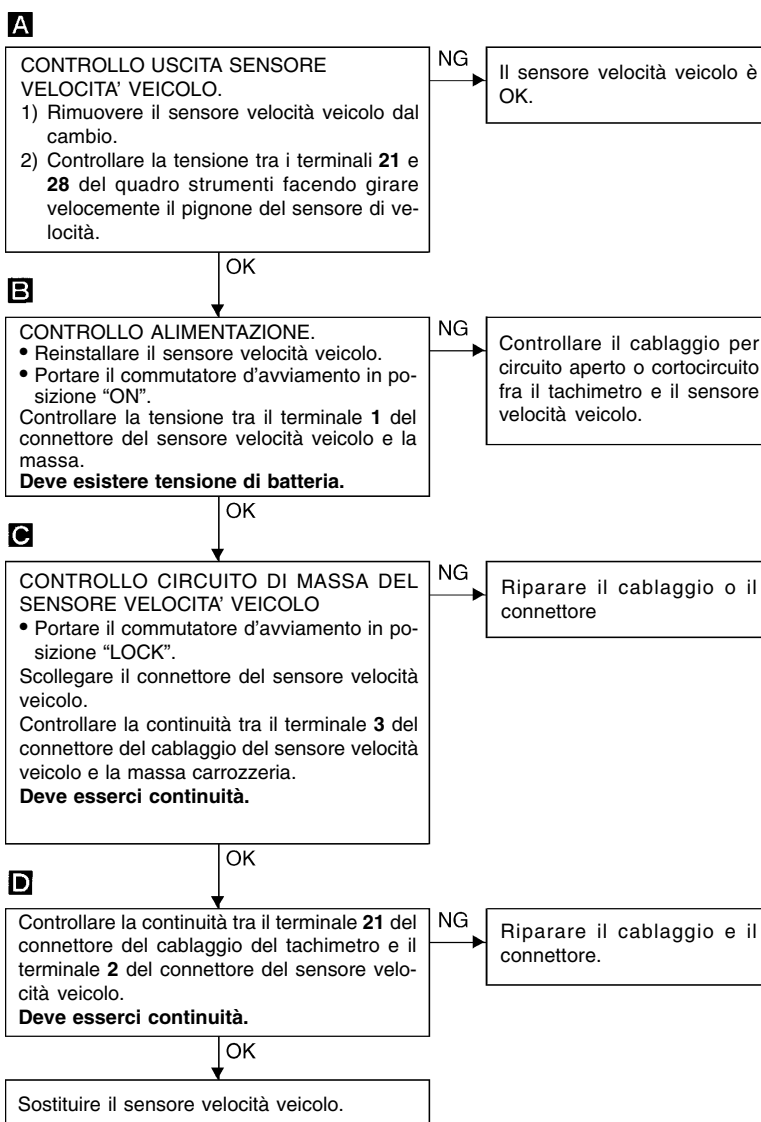 A
CONTROLLO USCITA SENSORE
VELOCITA' VEICOLO.
1) Rimuovere il sensore velocità veicolo dal
cambio.
2) Controllare la tensione tra i terminali 21 e
28 del quadro strumenti facendo girare
velocemente il pignone del sensore di ve-
locità.
NG
Il sensore velocità veicolo è
OK.
OK
B
CONTROLLO ALIMENTAZIONE.
• Reinstallare il sensore velocità veicolo.
• Portare il commutatore d'avviamento in po-
sizione “ON”.
Controllare la tensione tra il terminale 1 del
connettore del sensore velocità veicolo e la
massa.
Deve esistere tensione di batteria.
NG
Controllare il cablaggio per
circuito aperto o cortocircuito
fra il tachimetro e il sensore
velocità veicolo.
OK
C
CONTROLLO CIRCUITO DI MASSA DEL
SENSORE VELOCITA' VEICOLO
• Portare il commutatore d'avviamento in po-
sizione “LOCK”.
Scollegare il connettore del sensore velocità
veicolo.
Controllare la continuità tra il terminale 3 del
connettore del cablaggio del sensore velocità
veicolo e la massa carrozzeria.
Deve esserci continuità.
NG
Riparare il cablaggio o il
connettore
OK
D
Controllare la continuità tra il terminale 21 del
connettore del cablaggio del tachimetro e il
terminale 2 del connettore del sensore velo-
cità veicolo.
Deve esserci continuità.
NG
Riparare il cablaggio e il
connettore.
OK
Sostituire il sensore velocità veicolo.